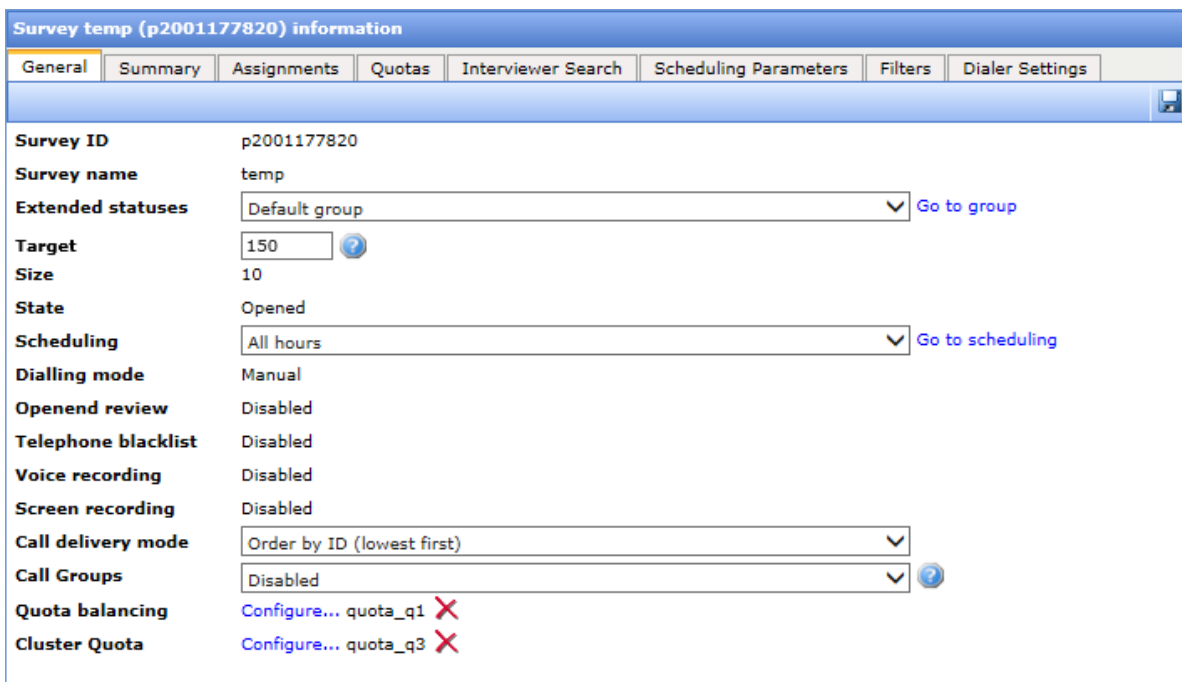 Survey temp (p2001177820) information
General Summary Assignments Quotas Interviewer Search Scheduling Parameters Filters Dialer Settings
Survey ID p2001177820
Survey name temp
Extended statuses Default group Go to group
Target 150 ?
Size 10
State Opened
Scheduling All hours Go to scheduling
Dialling mode Manual
Openend review Disabled
Telephone blacklist Disabled
Voice recording Disabled
Screen recording Disabled
Call delivery mode Order by ID (lowest first)
Call Groups Disabled ?
Quota balancing Configure... quota_q1
Cluster Quota Configure... quota_q3